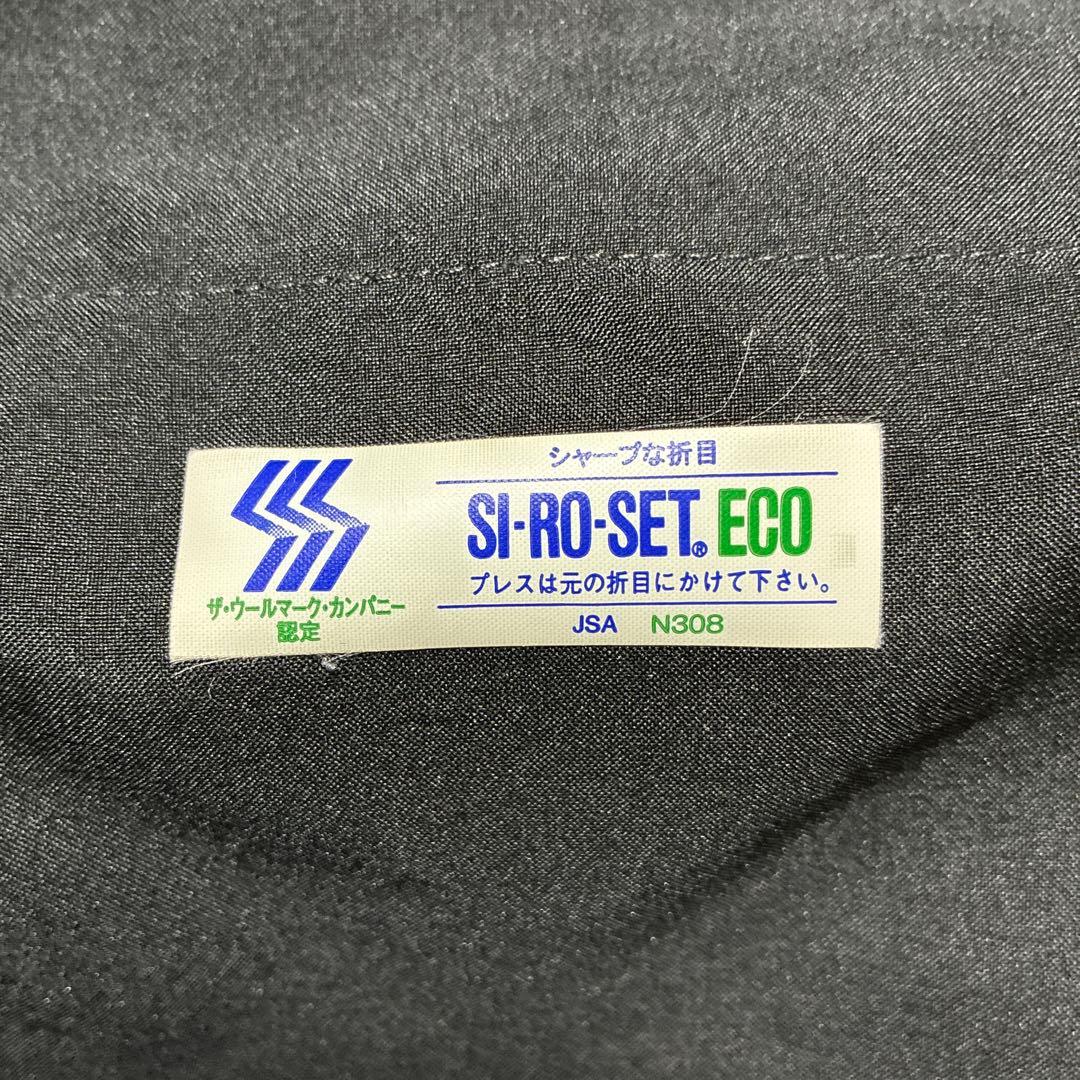 シャープな折目
SI-RO-SET® ECO
プレスは元の折目にかけて下さい。
JSA N308
ザ・ウールマーク・カンパニー
認定